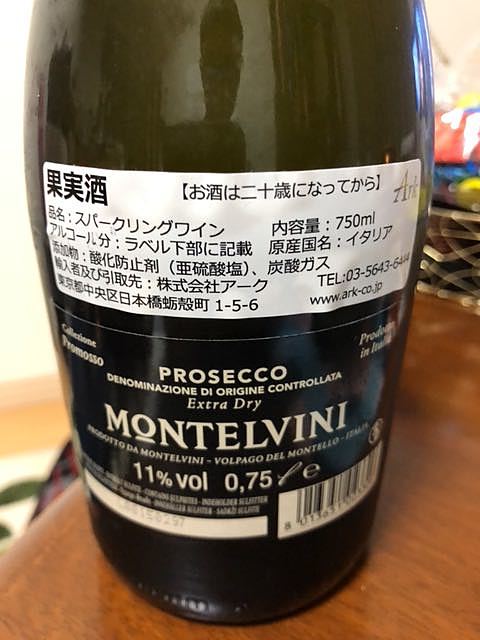 果実酒 【お酒は二十歳になってから】 Ark
品名：スパークリングワイン 内容量：750ml
アルコール分：ラベル下部に記載 原産国名：イタリア
添加物：酸化防止剤（亜硫酸塩）、炭酸ガス
輸入者及び引取先：株式会社アーク TEL:03-5643-6444
東京都中央区日本橋蛎殻町 1-5-6 www.ark-co.jp
Collezione
Promosso
Prodotto
in Italia
PROSECCO
DENOMINAZIONE DI ORIGINE CONTROLLATA
Extra Dry
MONTELVINI
PRODOTTO DA MONTELVINI - VOLPAGO DEL MONTELLO - ITALIA
11% vol 0,75 ℓ e